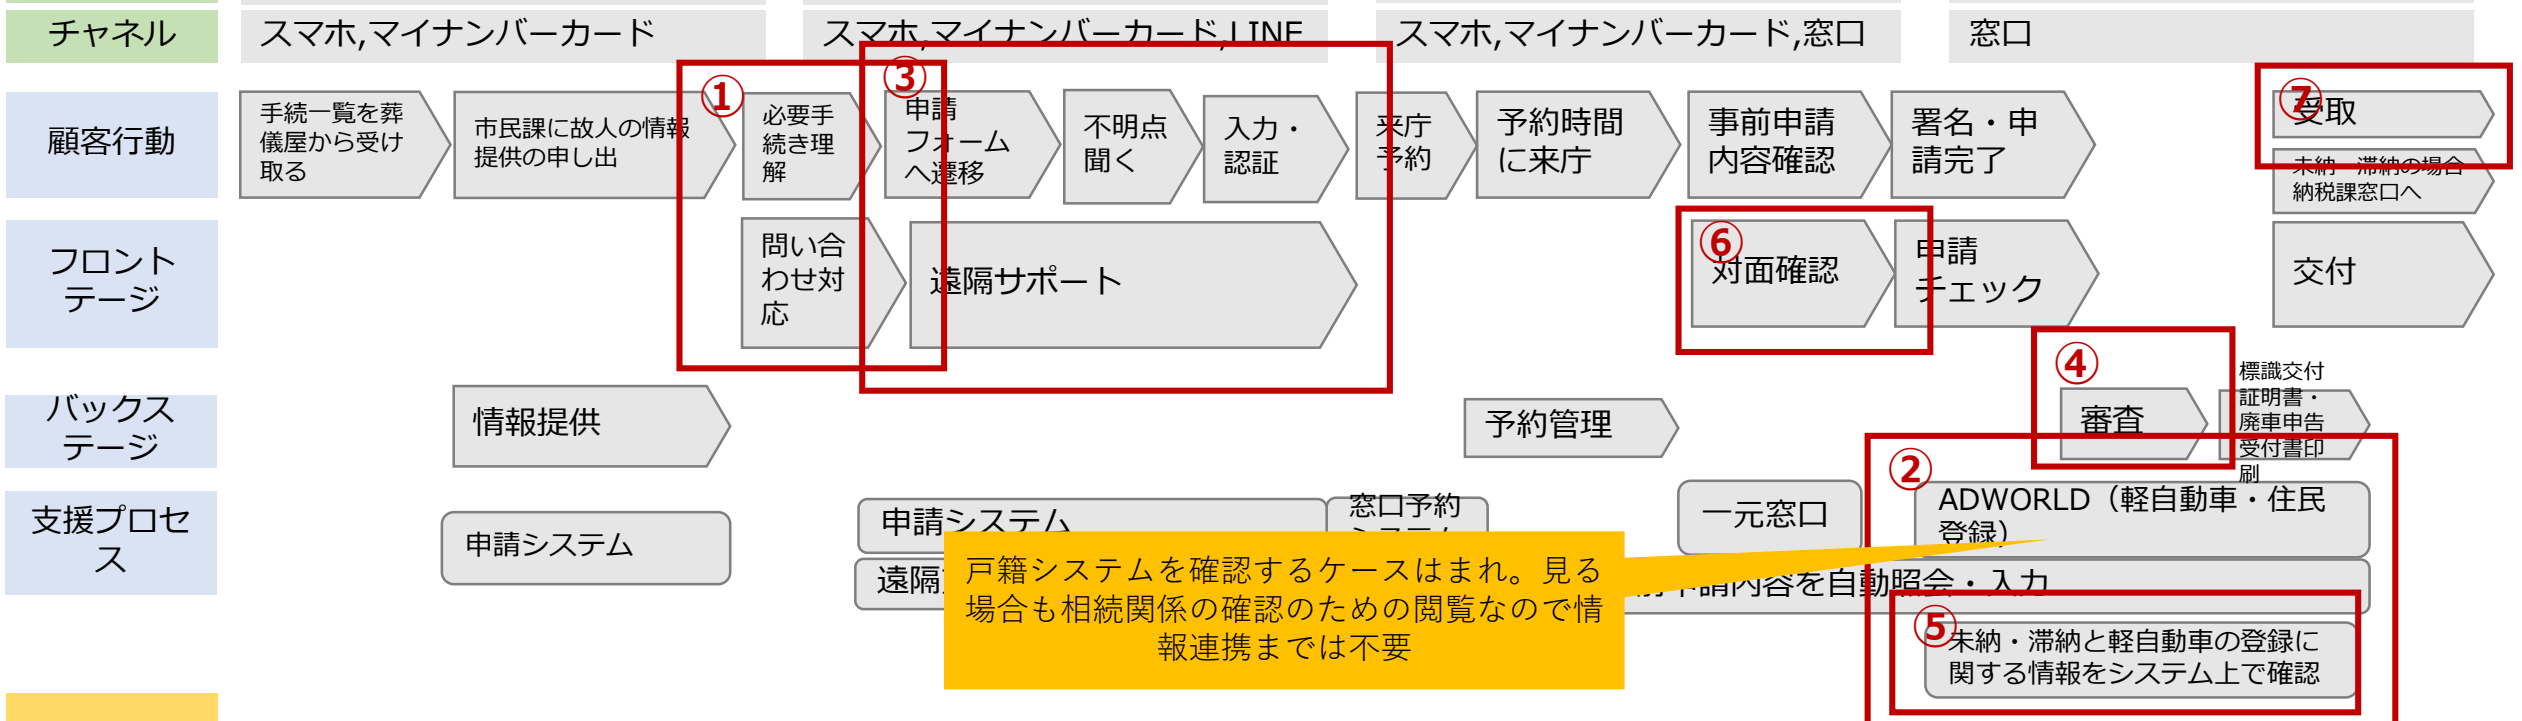 チャネル
スマホ,マイナンバーカード
スマホ,マイナンバーカード,LINE
スマホ,マイナンバーカード,窓口
窓口
顧客行動
手続一覧を葬
儀屋から受け
取る
市民課に故人の情報
提供の申し出
①
必要手
続き理
解
③
申請
フォーム
へ遷移
不明点
聞く
入力・
認証
来庁
予約
予約時間
に来庁
事前申請
内容確認
署名・申
請完了
⑦
受取
未納・滞納の場合
納税課窓口へ
フロント
テージ
問い合
わせ対
応
遠隔サポート
⑥
対面確認
申請
チェック
交付
バックス
テージ
情報提供
予約管理
④
審査
標識交付
証明書・
廃車申告
受付書印
刷
支援プロセ
ス
申請システム
申請システム
窓口予約
システム
一元窓口
②
ADWORLD（軽自動車・住民
登録）
遠隔
申請内容を自動照会・入力
戸籍システムを確認するケースはまれ。見る
場合も相続関係の確認のための閲覧なので情
報連携までは不要
⑤
未納・滞納と軽自動車の登録に
関する情報をシステム上で確認